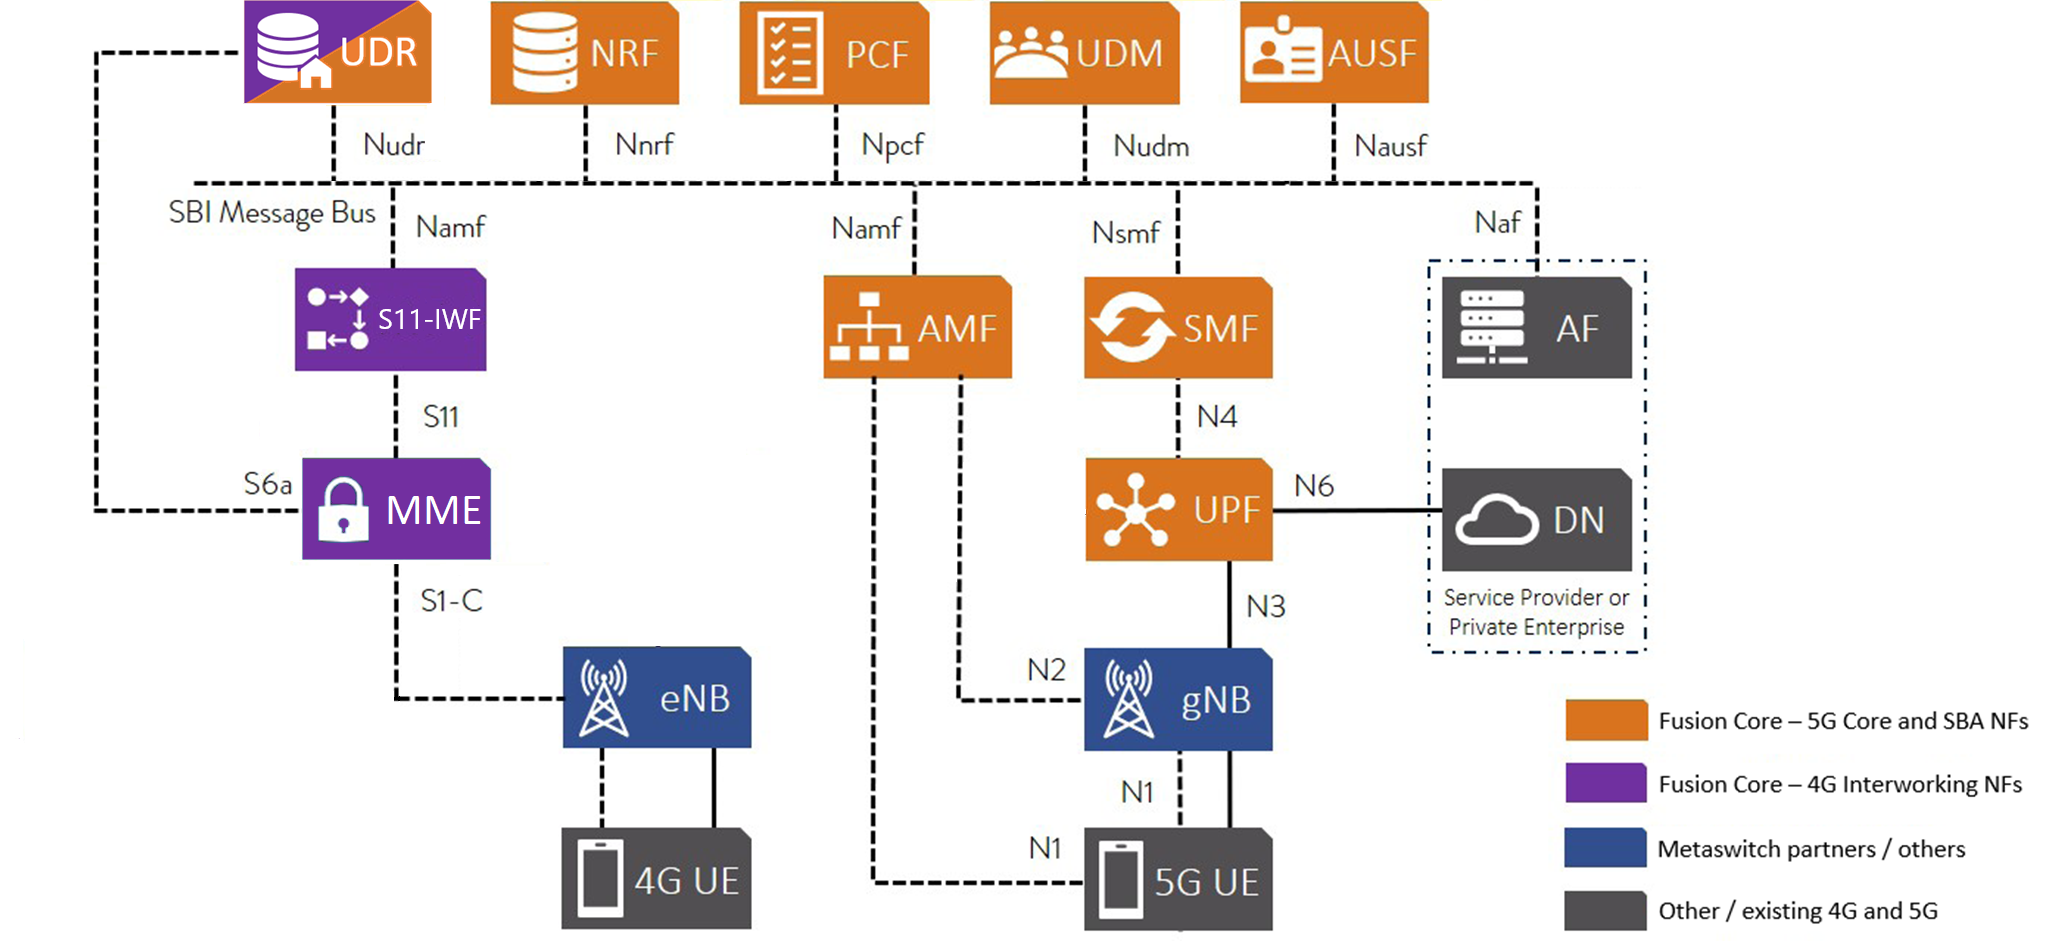 UDR
NRF
PCF
UDM
AUSF
Nudr
Nnrf
Npcf
Nudm
Nausf
SBI Message Bus
Namf
Namf
Nsmf
Naf
S11-IWF
AMF
SMF
AF
S11
N4
S6a
MME
UPF
N6
DN
S1-C
N3
Service Provider or
Private Enterprise
N2
eNB
gNB
Fusion Core – 5G Core and SBA NFs
N1
Fusion Core – 4G Interworking NFs
N1
Metaswitch partners / others
4G UE
5G UE
Other / existing 4G and 5G